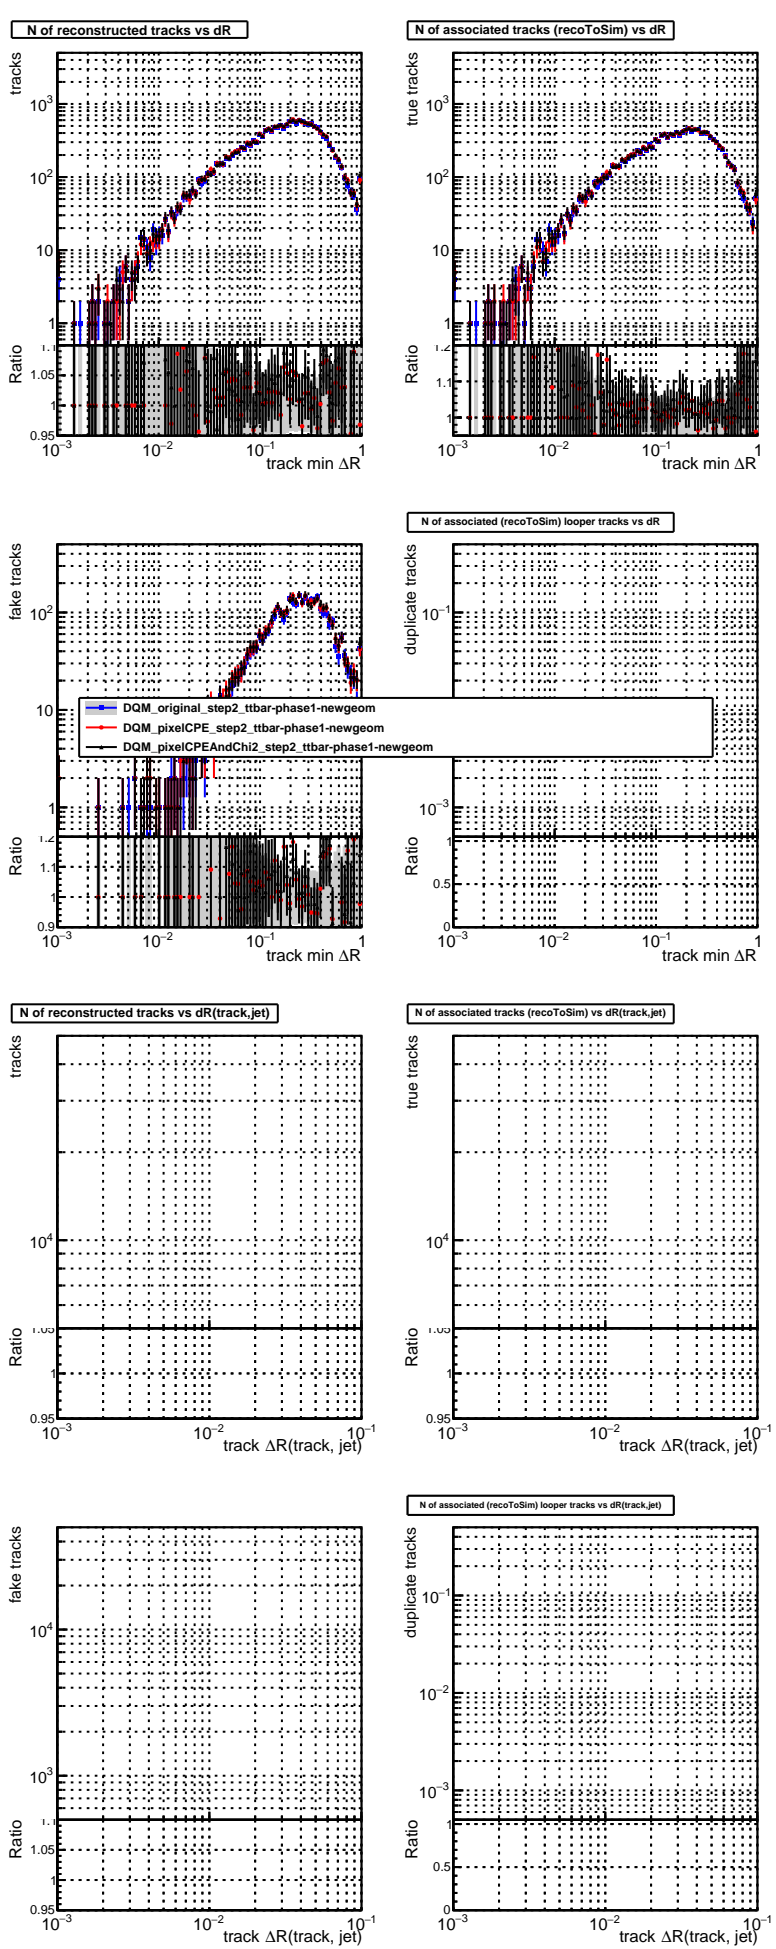 N of reconstructed tracks vs dR
tracks
10³
10²
10
1
Ratio
1.1
1.05
1
0.95
10⁻³ 10⁻² 10⁻¹ 1
track min ΔR
N of associated tracks (recoToSim) vs dR
true tracks
10³
10²
10
1
Ratio
1.2
1.1
1
10⁻³ 10⁻² 10⁻¹ 1
track min ΔR
fake tracks
10²
10
1
Ratio
1.2
1.1
1
0.9
10⁻³ 10⁻² 10⁻¹ 1
track min ΔR
N of associated (recoToSim) looper tracks vs dR
duplicate tracks
10⁻¹
10⁻³
Ratio
1
0.5
0
10⁻³ 10⁻² 10⁻¹ 1
track min ΔR
DQM_original_step2_ttbar-phase1-newgeom
DQM_pixelCPE_step2_ttbar-phase1-newgeom
DQM_pixelCPEAndChi2_step2_ttbar-phase1-newgeom
N of reconstructed tracks vs dR(track,jet)
tracks
10⁴
Ratio
1.05
1
0.95
10⁻³ 10⁻² 10⁻¹
track ΔR(track, jet)
N of associated tracks (recoToSim) vs dR(track,jet)
true tracks
10⁴
Ratio
1.05
1
0.95
10⁻³ 10⁻² 10⁻¹
track ΔR(track, jet)
fake tracks
10⁴
10³
Ratio
1.1
1.05
1
0.95
10⁻³ 10⁻² 10⁻¹
track ΔR(track, jet)
N of associated (recoToSim) looper tracks vs dR(track,jet)
duplicate tracks
10⁻¹
10⁻²
10⁻³
Ratio
1
0.5
0
10⁻³ 10⁻² 10⁻¹
track ΔR(track, jet)